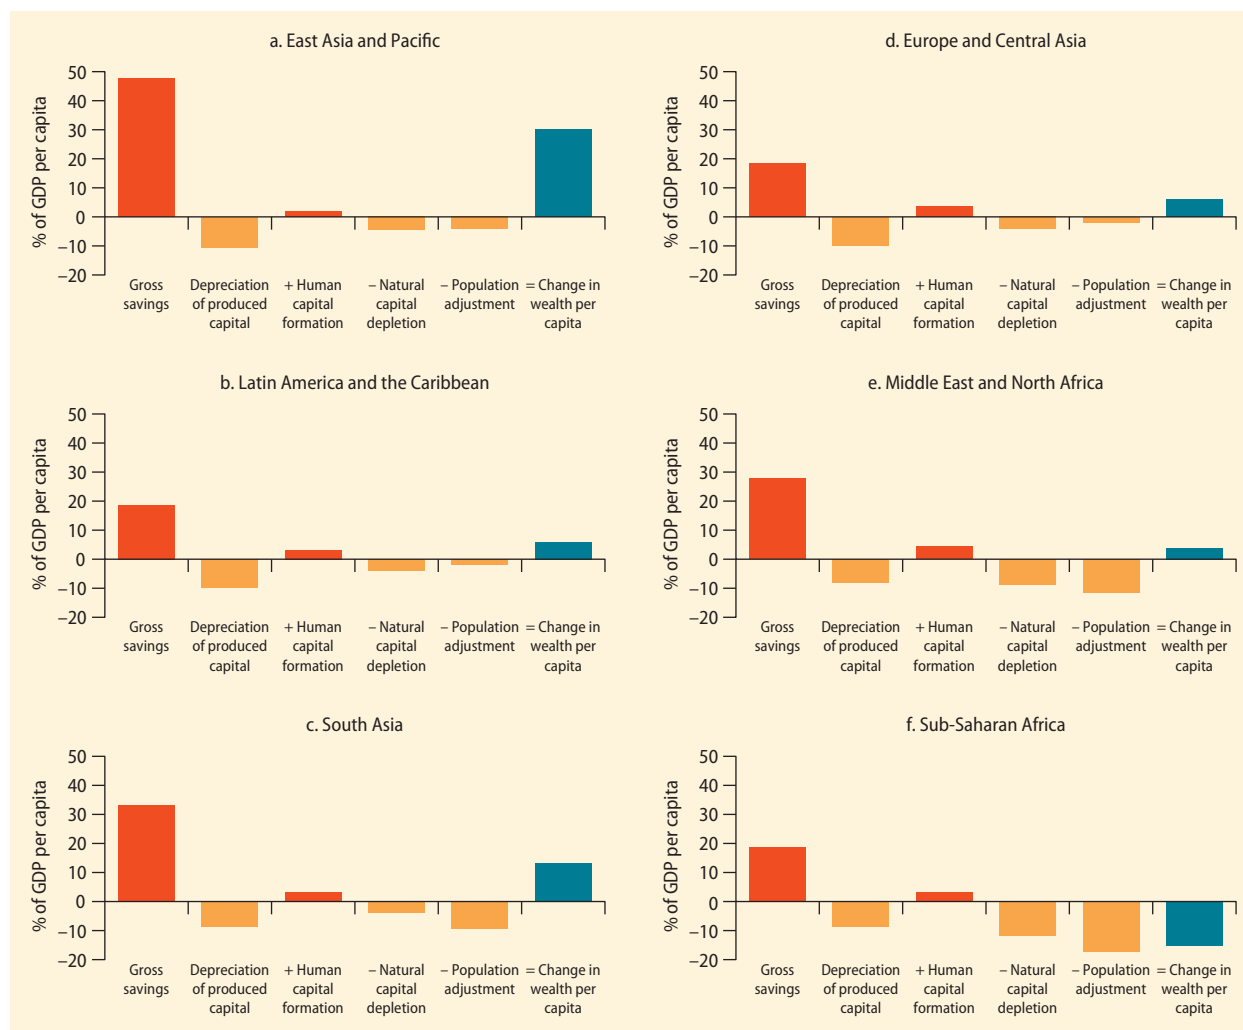 a. East Asia and Pacific
% of GDP per capita
50
40
30
20
10
0
–10
–20
Gross
savings
Depreciation
of produced
capital
+ Human
capital
formation
– Natural
capital
depletion
– Population
adjustment
= Change in
wealth per
capita
b. Latin America and the Caribbean
% of GDP per capita
50
40
30
20
10
0
–10
–20
Gross
savings
Depreciation
of produced
capital
+ Human
capital
formation
– Natural
capital
depletion
– Population
adjustment
= Change in
wealth per
capita
c. South Asia
% of GDP per capita
50
40
30
20
10
0
–10
–20
Gross
savings
Depreciation
of produced
capital
+ Human
capital
formation
– Natural
capital
depletion
– Population
adjustment
= Change in
wealth per
capita
d. Europe and Central Asia
% of GDP per capita
50
40
30
20
10
0
–10
–20
Gross
savings
Depreciation
of produced
capital
+ Human
capital
formation
– Natural
capital
depletion
– Population
adjustment
= Change in
wealth per
capita
e. Middle East and North Africa
% of GDP per capita
50
40
30
20
10
0
–10
–20
Gross
savings
Depreciation
of produced
capital
+ Human
capital
formation
– Natural
capital
depletion
– Population
adjustment
= Change in
wealth per
capita
f. Sub-Saharan Africa
% of GDP per capita
50
40
30
20
10
0
–10
–20
Gross
savings
Depreciation
of produced
capital
+ Human
capital
formation
– Natural
capital
depletion
– Population
adjustment
= Change in
wealth per
capita